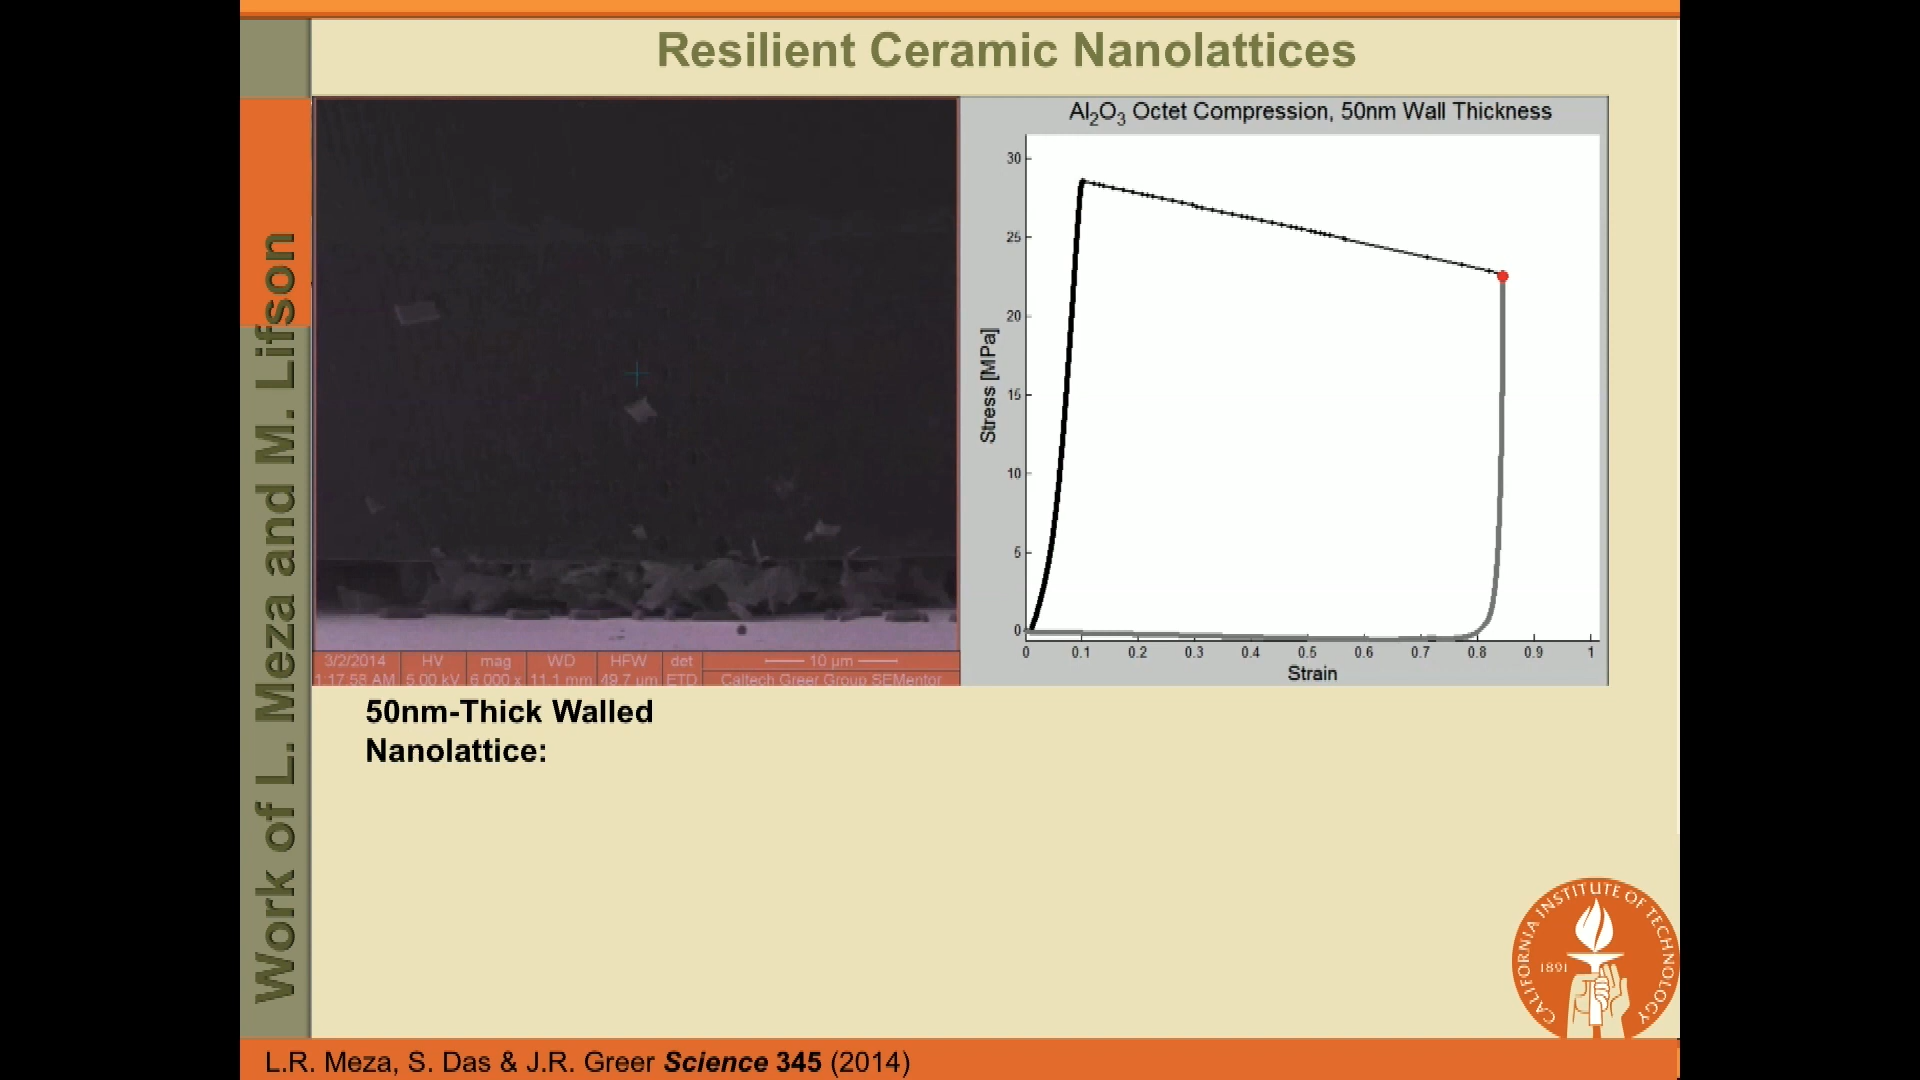 Resilient Ceramic Nanolattices
Work of L. Meza and M. Lifson
Al2O3 Octet Compression, 50nm Wall Thickness
Stress [MPa]
30
25
20
15
10
5
0
0 0.1 0.2 0.3 0.4 0.5 0.6 0.7 0.8 0.9 1
Strain
3/2/2014 HV mag WD HFW det 10 µm
1:17:58 AM 5.00 kV 6,000 x 11.1 mm 49.7 µm ETD Caltech Greer Group SEMentor
50nm-Thick Walled
Nanolattice:
CALIFORNIA INSTITUTE OF TECHNOLOGY
1891
L.R. Meza, S. Das & J.R. Greer Science 345 (2014)